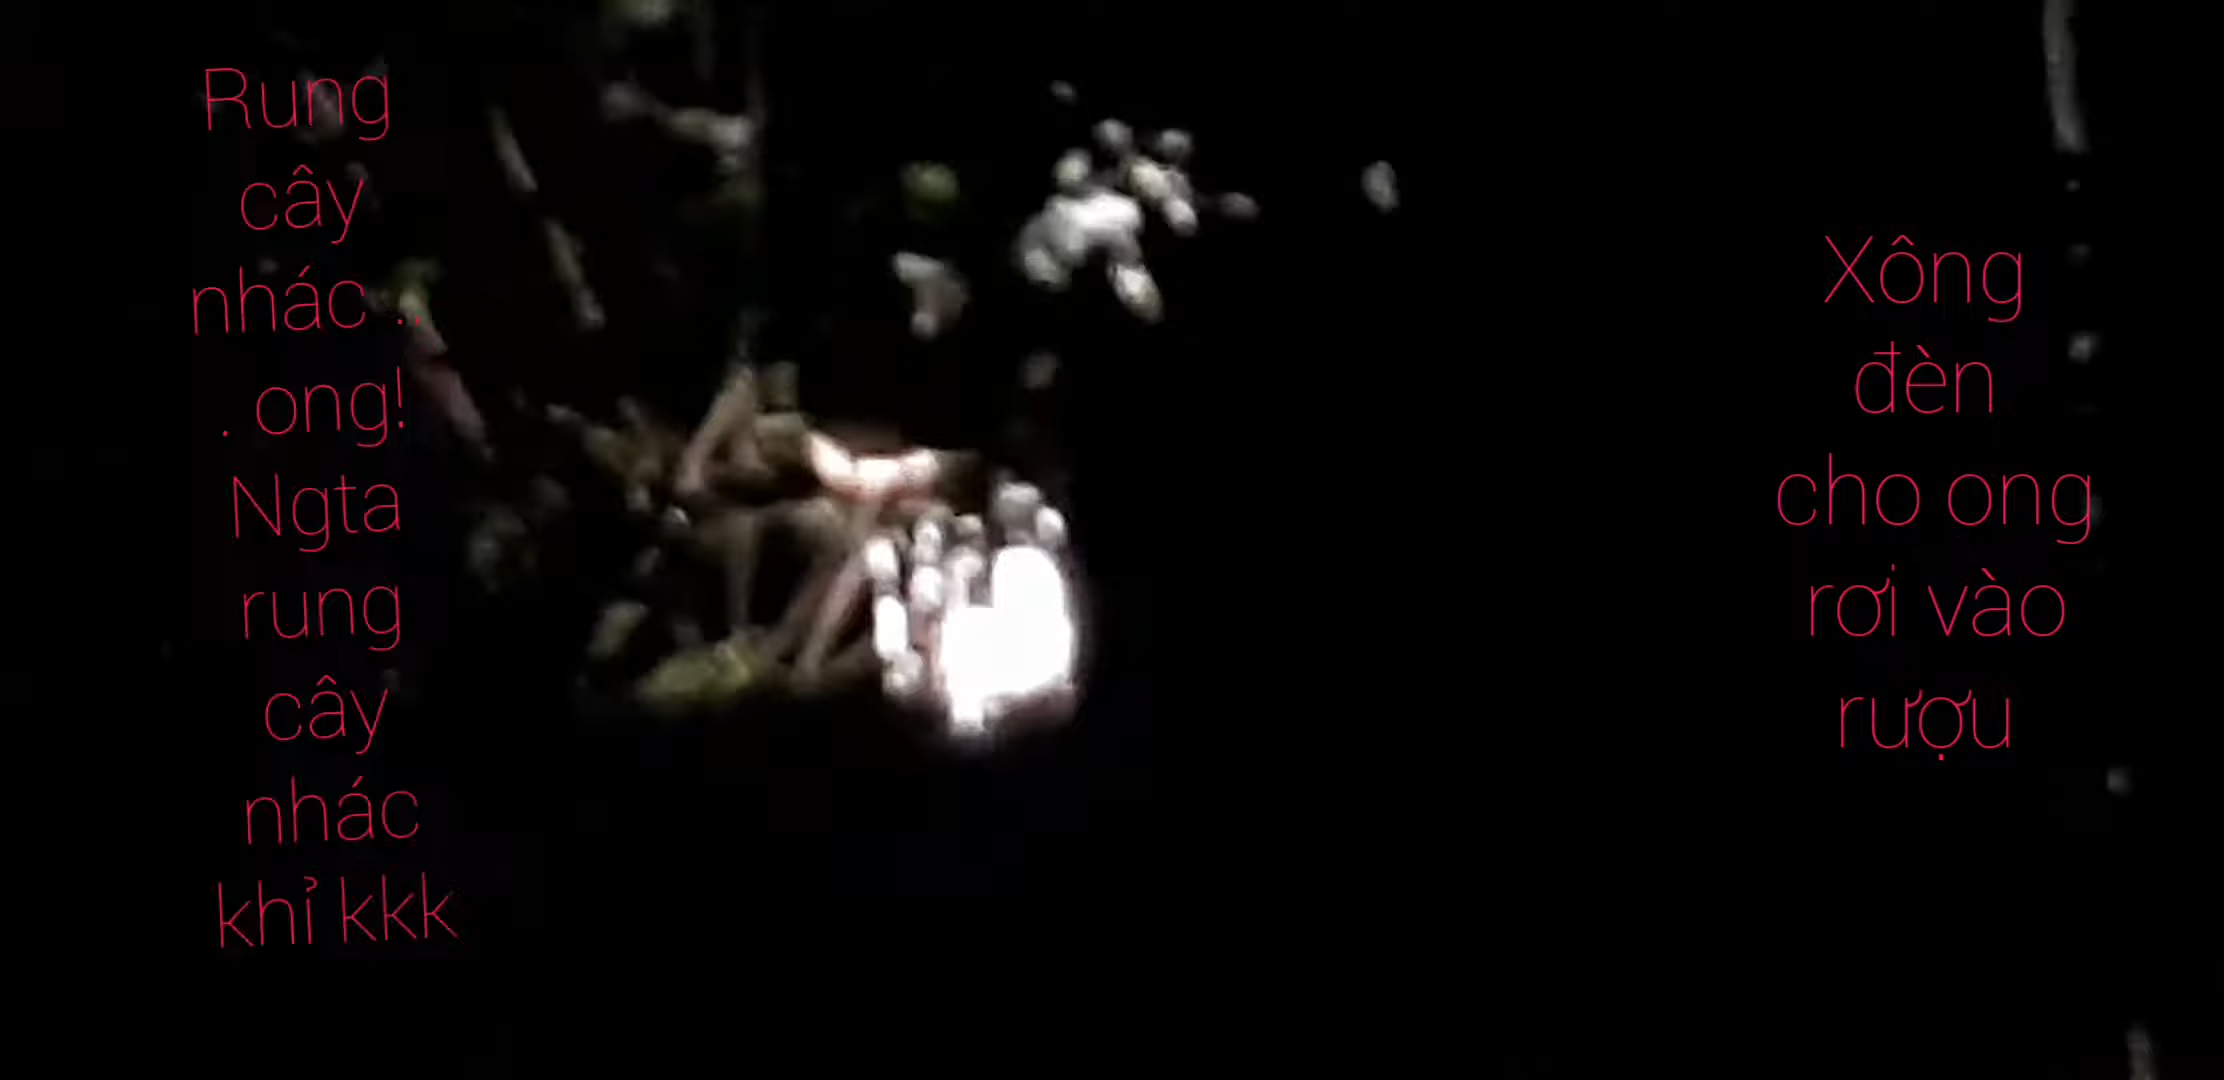 Rung
cây
nhác ..
. ong!
Ngta
rung
cây
nhác
khỉ kkk
Xông
đèn
cho ong
rơi vào
rượu